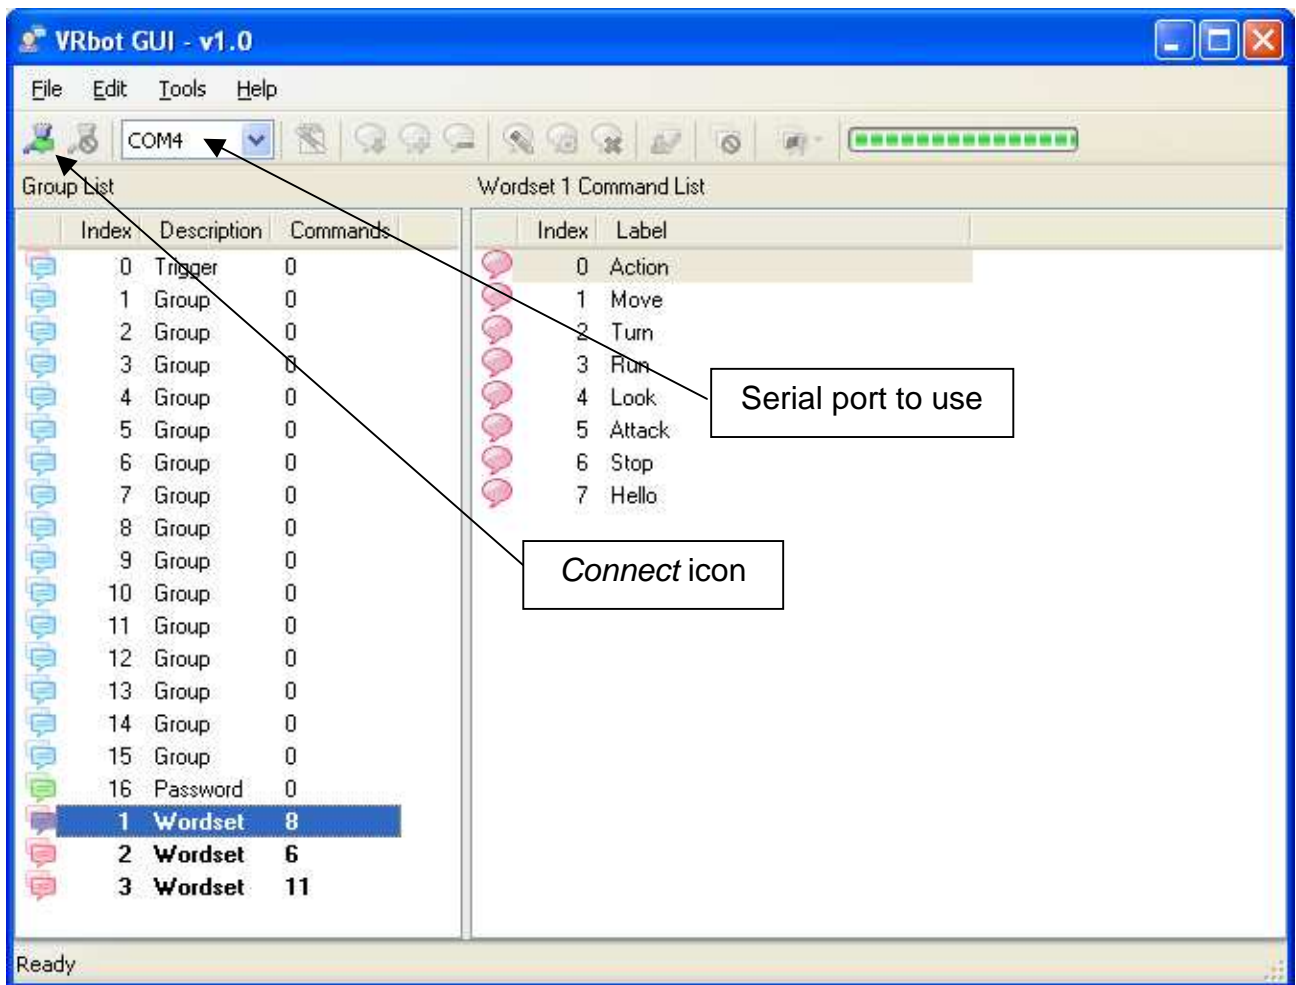 VRbot GUI - v1.0
File Edit Tools Help
COM4
Group List
Index Description Commands
0 Trigger 0
1 Group 0
2 Group 0
3 Group 0
4 Group 0
5 Group 0
6 Group 0
7 Group 0
8 Group 0
9 Group 0
10 Group 0
11 Group 0
12 Group 0
13 Group 0
14 Group 0
15 Group 0
16 Password 0
1 Wordset 8
2 Wordset 6
3 Wordset 11
Wordset 1 Command List
Index Label
0 Action
1 Move
2 Turn
3 Run
4 Look
5 Attack
6 Stop
7 Hello
Serial port to use
Connect icon
Ready